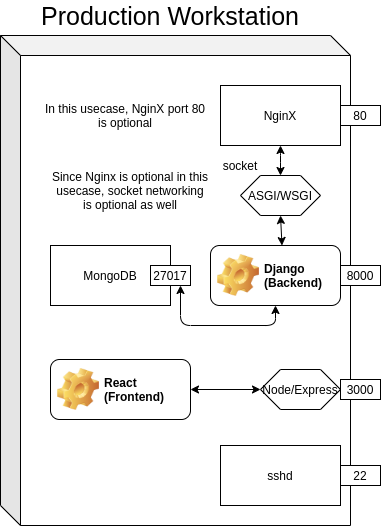 Production Workstation
In this usecase, NginX port 80
is optional
NginX
80
Since Nginx is optional in this
usecase, socket networking
is optional as well
socket
ASGI/WSGI
MongoDB
27017
Django
(Backend)
8000
React
(Frontend)
Node/Express
3000
sshd
22